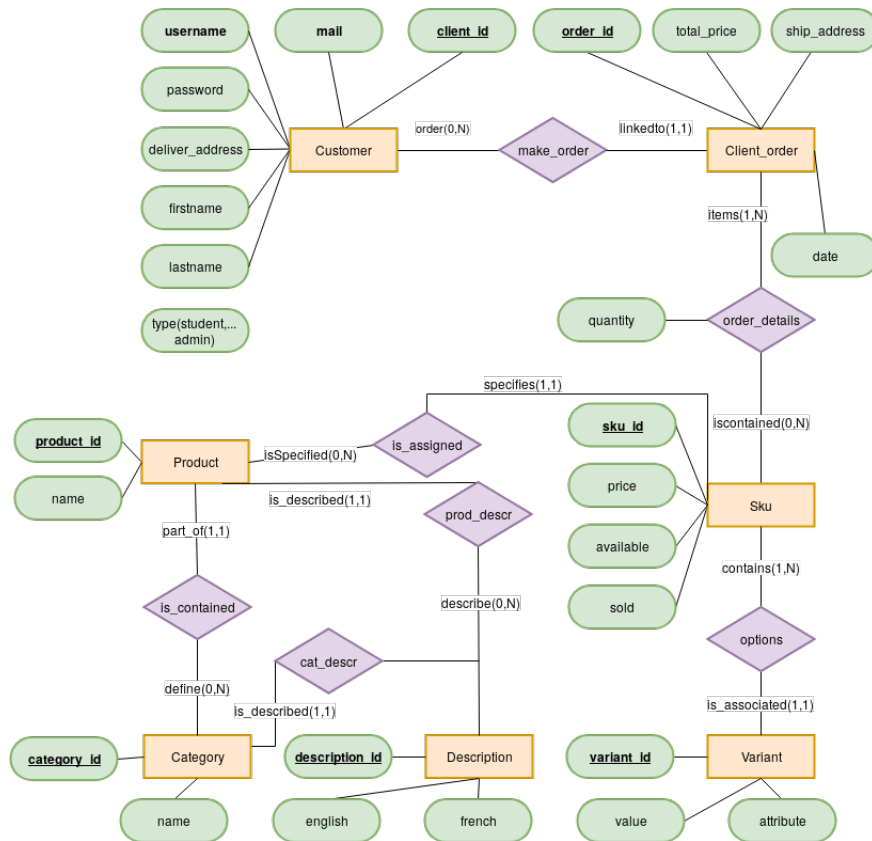 username
mail
client_id
order_id
total_price
ship_address
password
deliver_address
firstname
lastname
type(student,...
admin)
Customer
order(0,N)
make_order
linkedto(1,1)
Client_order
items(1,N)
date
quantity
order_details
specifies(1,1)
iscontained(0,N)
product_id
name
Product
isSpecified(0,N)
is_assigned
sku_id
price
available
sold
Sku
is_described(1,1)
prod_descr
part_of(1,1)
contains(1,N)
is_contained
describe(0,N)
options
cat_descr
define(0,N)
is_described(1,1)
is_associated(1,1)
category_id
Category
description_id
Description
variant_id
Variant
name
english
french
value
attribute